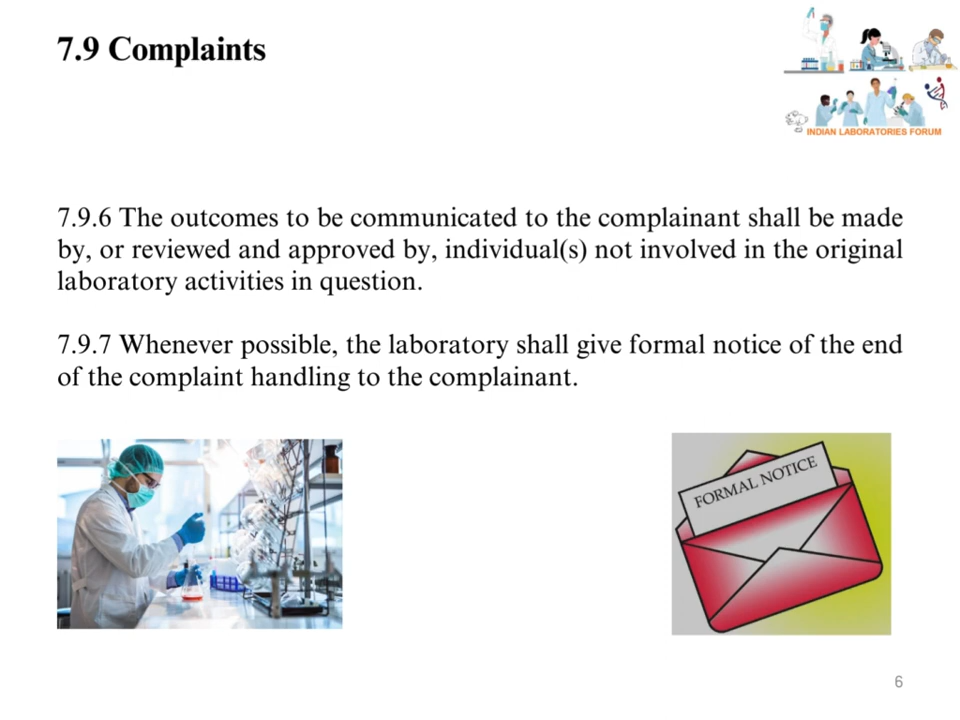 7.9 Complaints
INDIAN LABORATORIES FORUM
7.9.6 The outcomes to be communicated to the complainant shall be made
by, or reviewed and approved by, individual(s) not involved in the original
laboratory activities in question.
7.9.7 Whenever possible, the laboratory shall give formal notice of the end
of the complaint handling to the complainant.
FORMAL NOTICE
6